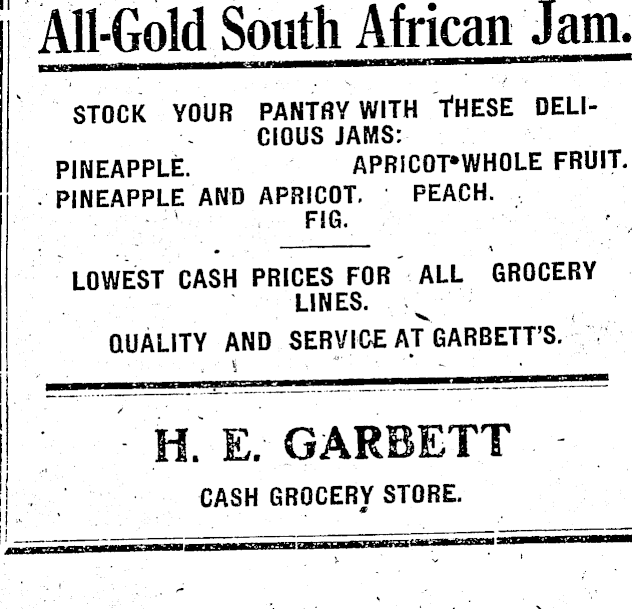 All-Gold South African Jam.
STOCK YOUR PANTRY WITH THESE DELI-
CIOUS JAMS:
PINEAPPLE. APRICOT•WHOLE FRUIT.
PINEAPPLE AND APRICOT. PEACH.
FIG.
LOWEST CASH PRICES FOR ALL GROCERY
LINES.
QUALITY AND SERVICE AT GARBETT'S.
H. E. GARBETT
CASH GROCERY STORE.